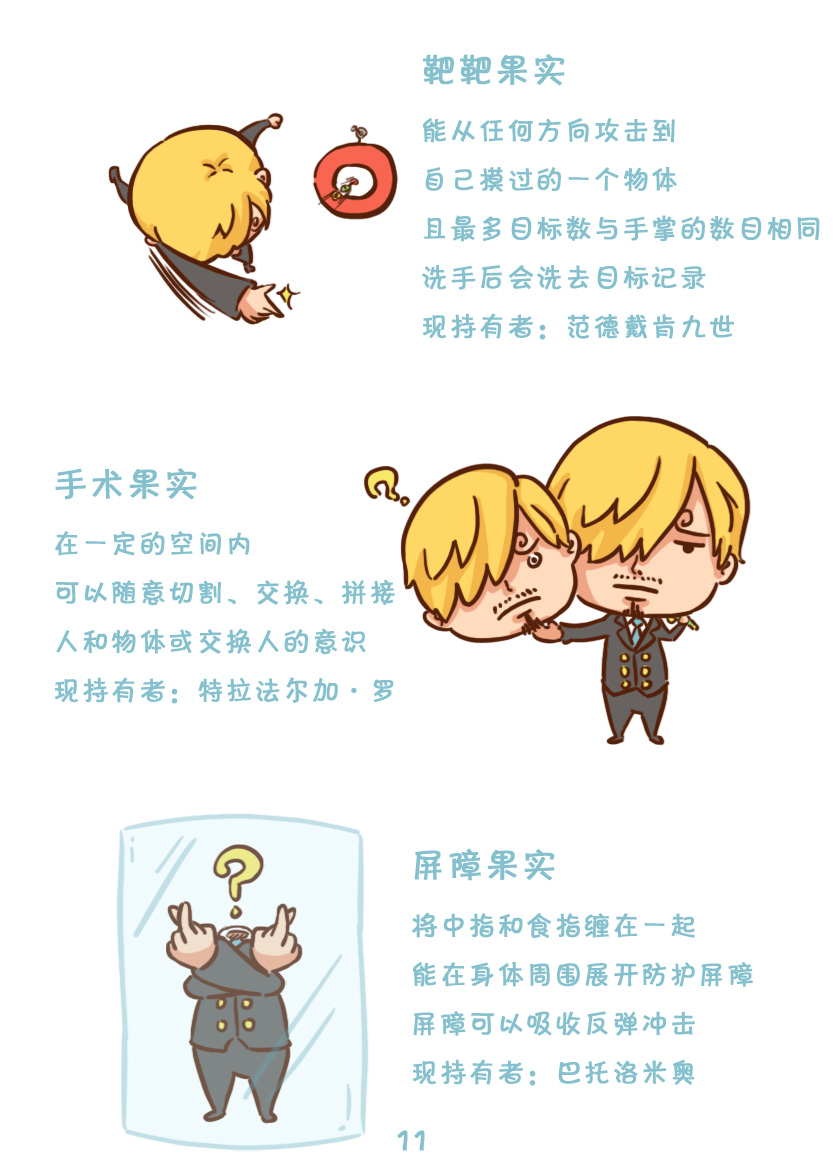 靶靶果实
能从任何方向攻击到
自己摸过的一个物体
且最多目标数与手掌的数目相同
洗手后会洗去目标记录
现持有者：范德戴肯九世
?
手术果实
在一定的空间内
可以随意切割、交换、拼接
人和物体或交换人的意识
现持有者：特拉法尔加·罗
?
屏障果实
将中指和食指缠在一起
能在身体周围展开防护屏障
屏障可以吸收反弹冲击
现持有者：巴托洛米奥
11